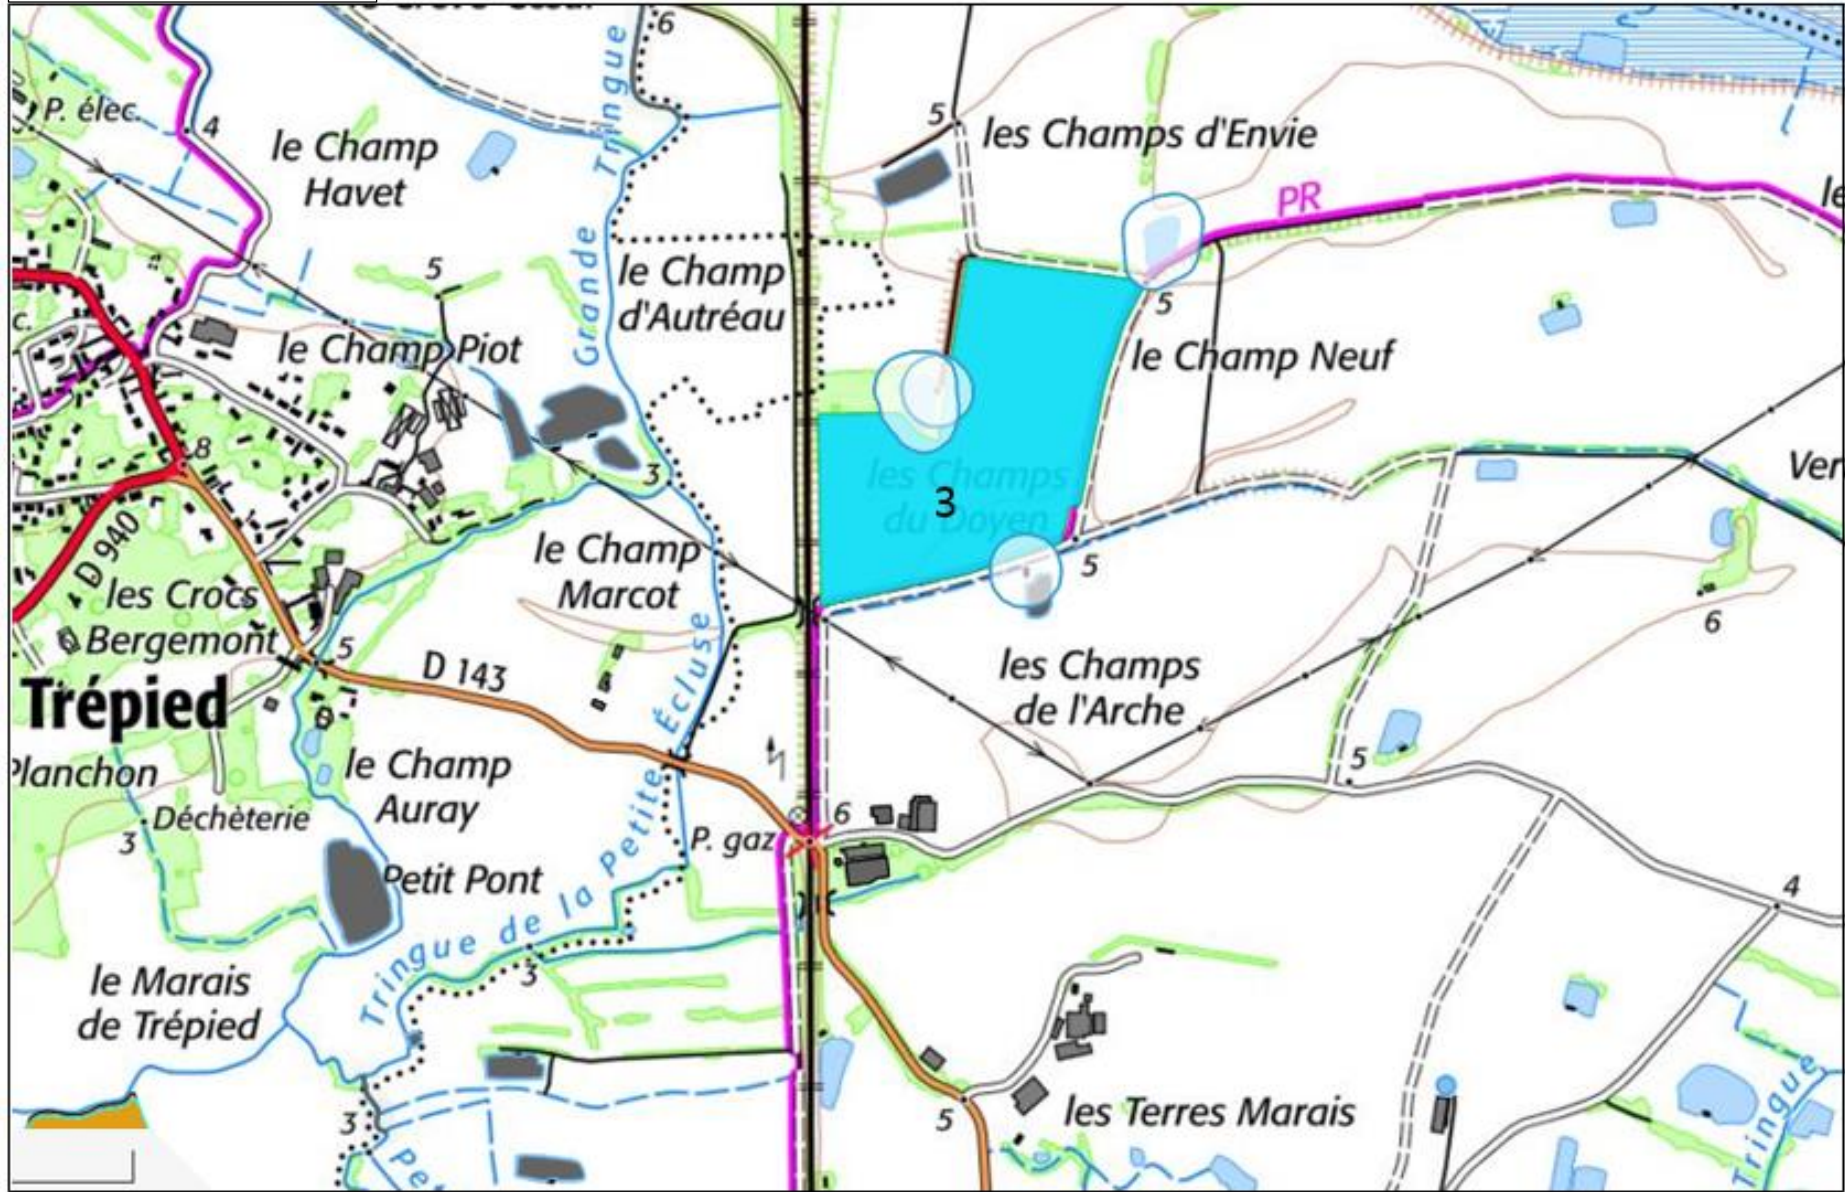 6
P. élec.
4
le Champ
Havet
Grande Tringue
5
les Champs d'Envie
PR
le
5
le Champ
d'Autréau
5
c.
le Champ Piot
le Champ Neuf
8
3
les Champs
du Doyen
3
Ver
D 940
le Champ
Marcot
5
les Crocs
Bergemont
5
6
D 143
les Champs
de l'Arche
Trépied
Planchon
le Champ
Auray
5
Déchèterie
3
P. gaz
6
Petit Pont
4
Tringue de la Petite Écluse
3
le Marais
de Trépied
5
les Terres Marais
3
Pet
Tringue